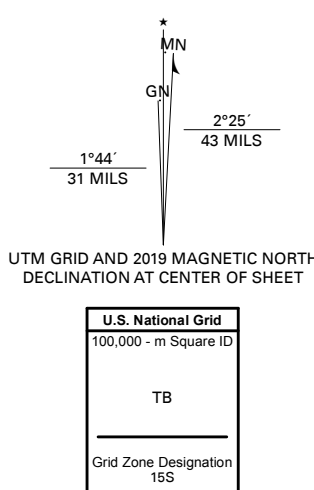 MN
GN
2°25´
43 MILS
1°44´
31 MILS
UTM GRID AND 2019 MAGNETIC NORTH
DECLINATION AT CENTER OF SHEET
U.S. National Grid
100,000 - m Square ID
TB
Grid Zone Designation
15S